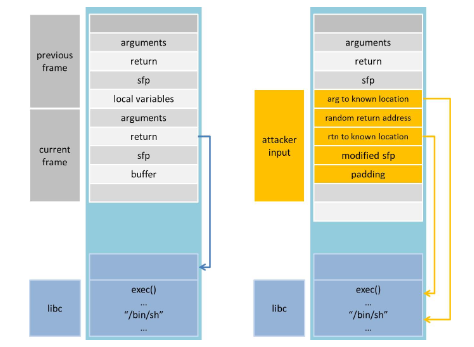 previous
frame
arguments
return
sfp
local variables
current
frame
arguments
return
sfp
buffer
libc
exec()
...
"/bin/sh"
...
arguments
return
sfp
attacker
input
arg to known location
random return address
rtn to known location
modified sfp
padding
libc
exec()
...
"/bin/sh"
...